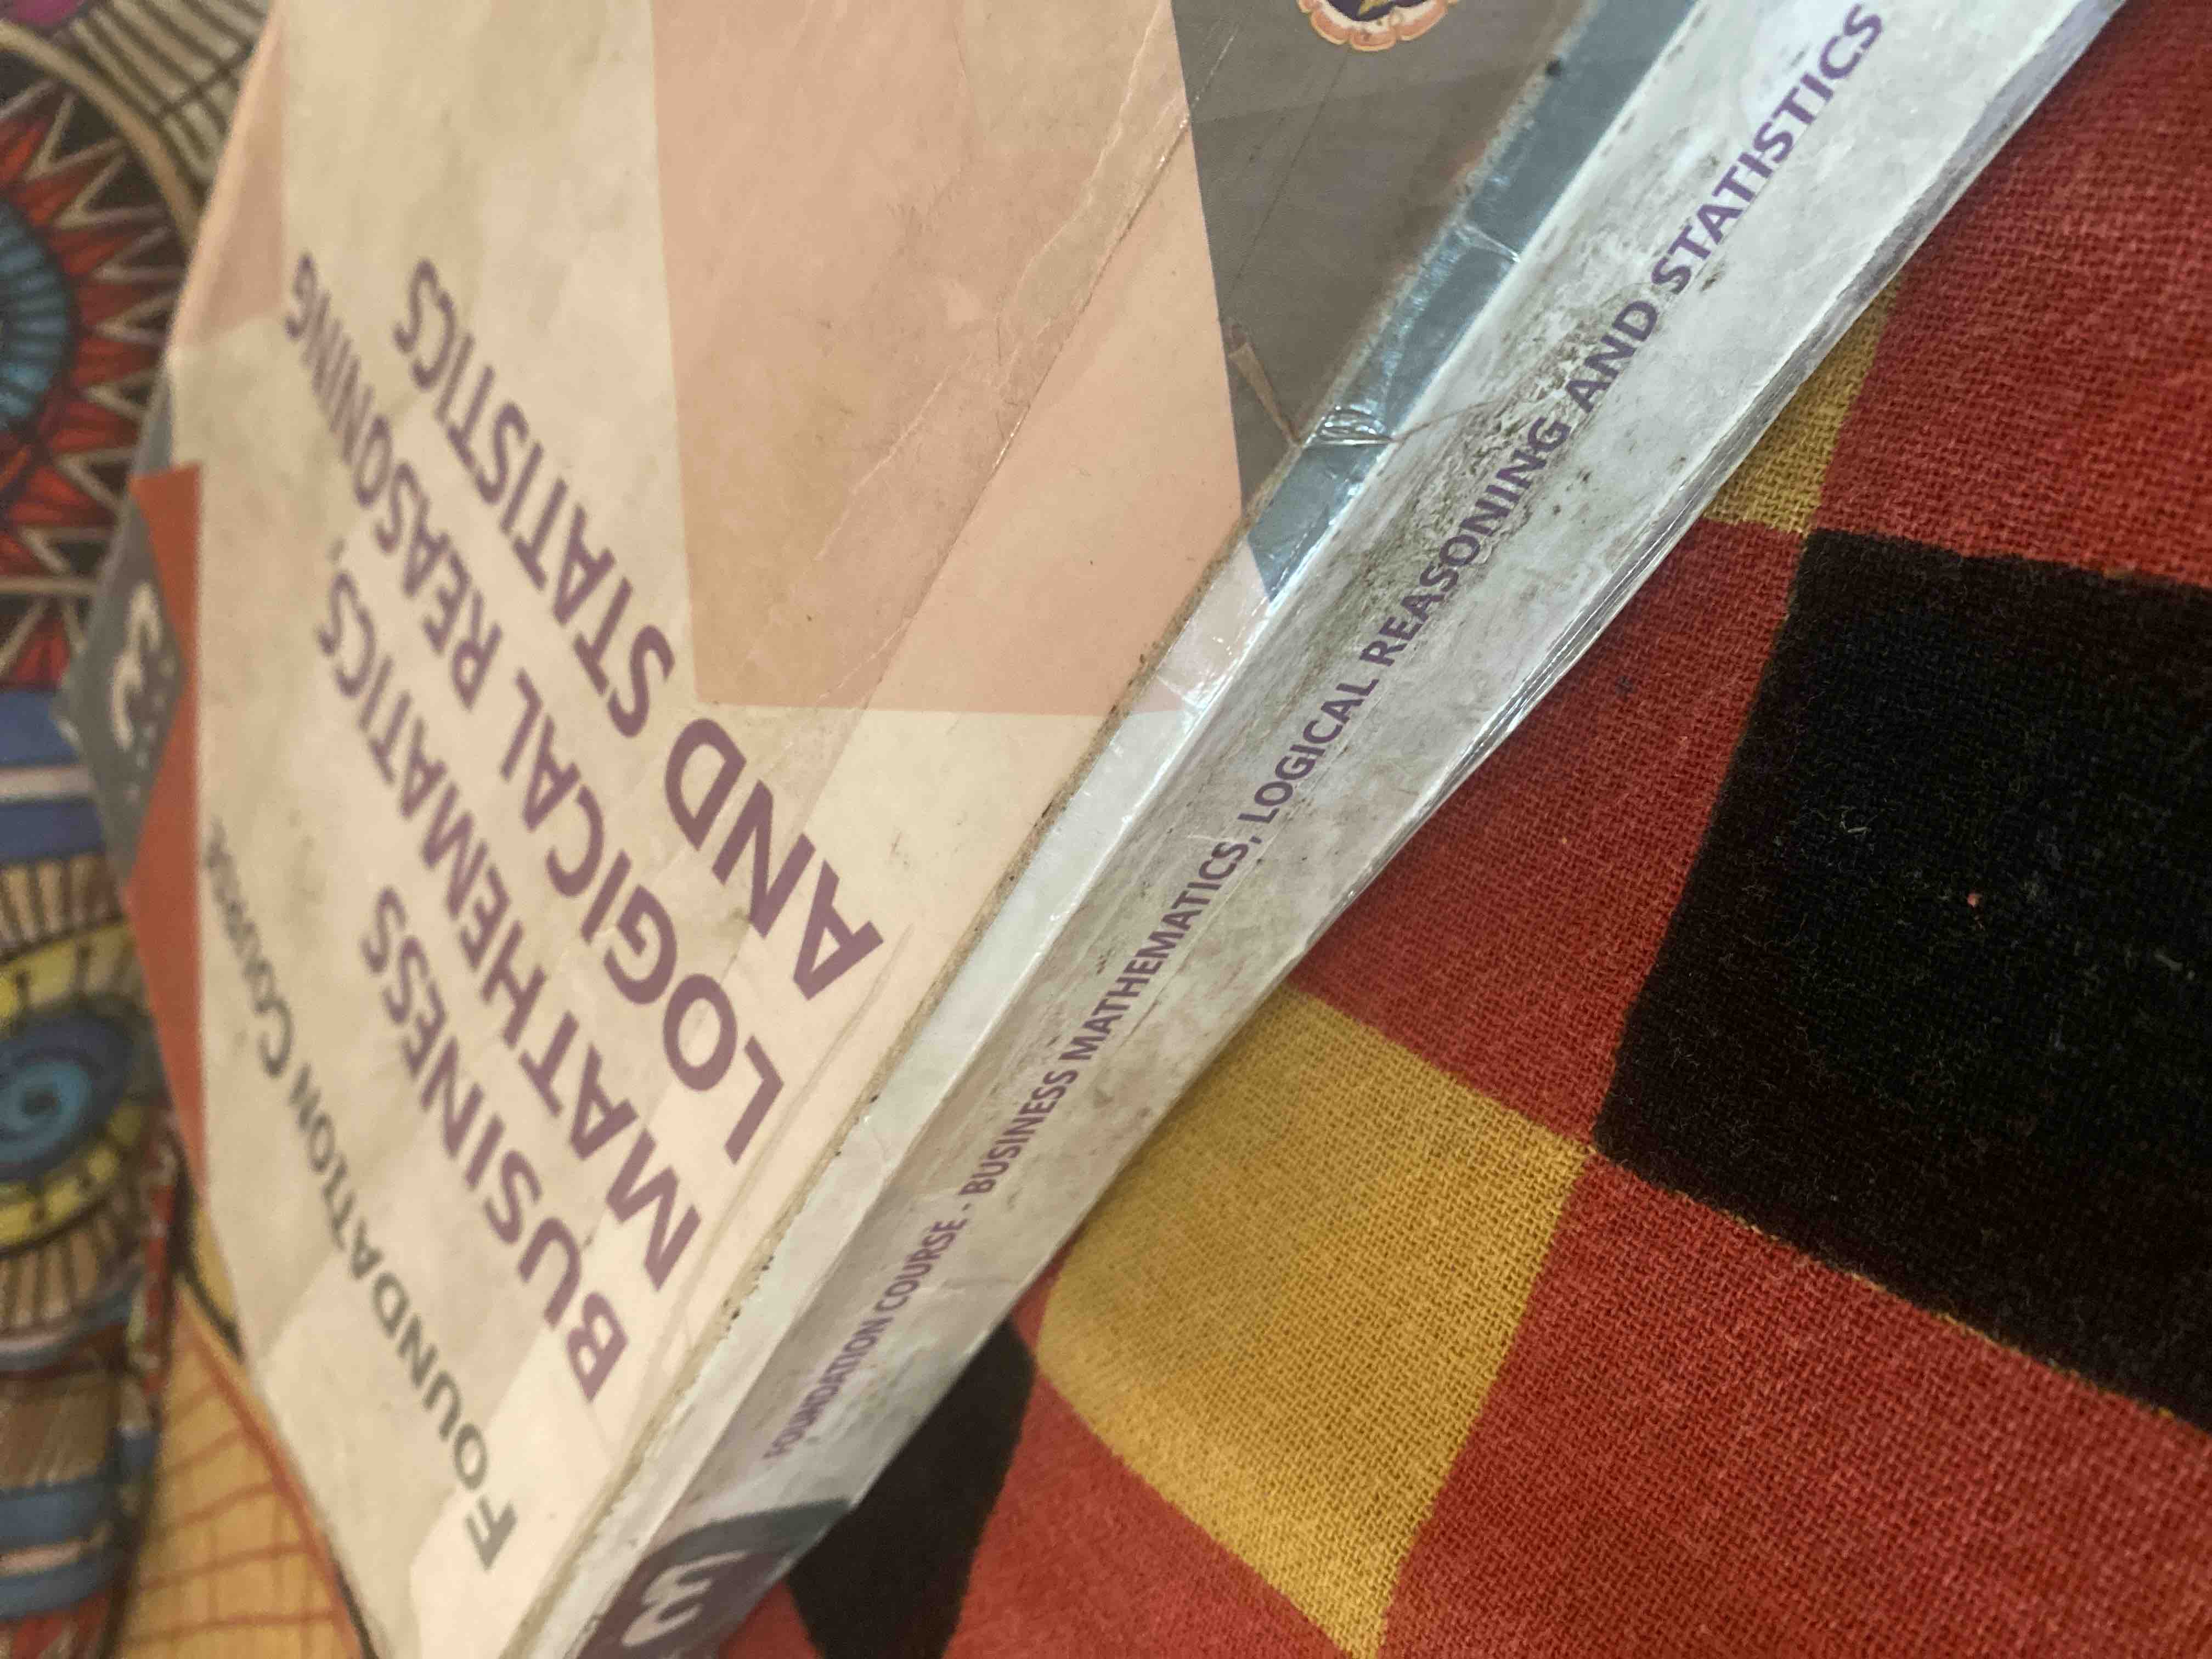 3
FOUNDATION COURSE
BUSINESS
MATHEMATICS,
LOGICAL REASONING
AND STATISTICS
3
FOUNDATION COURSE - BUSINESS MATHEMATICS, LOGICAL REASONING AND STATISTICS